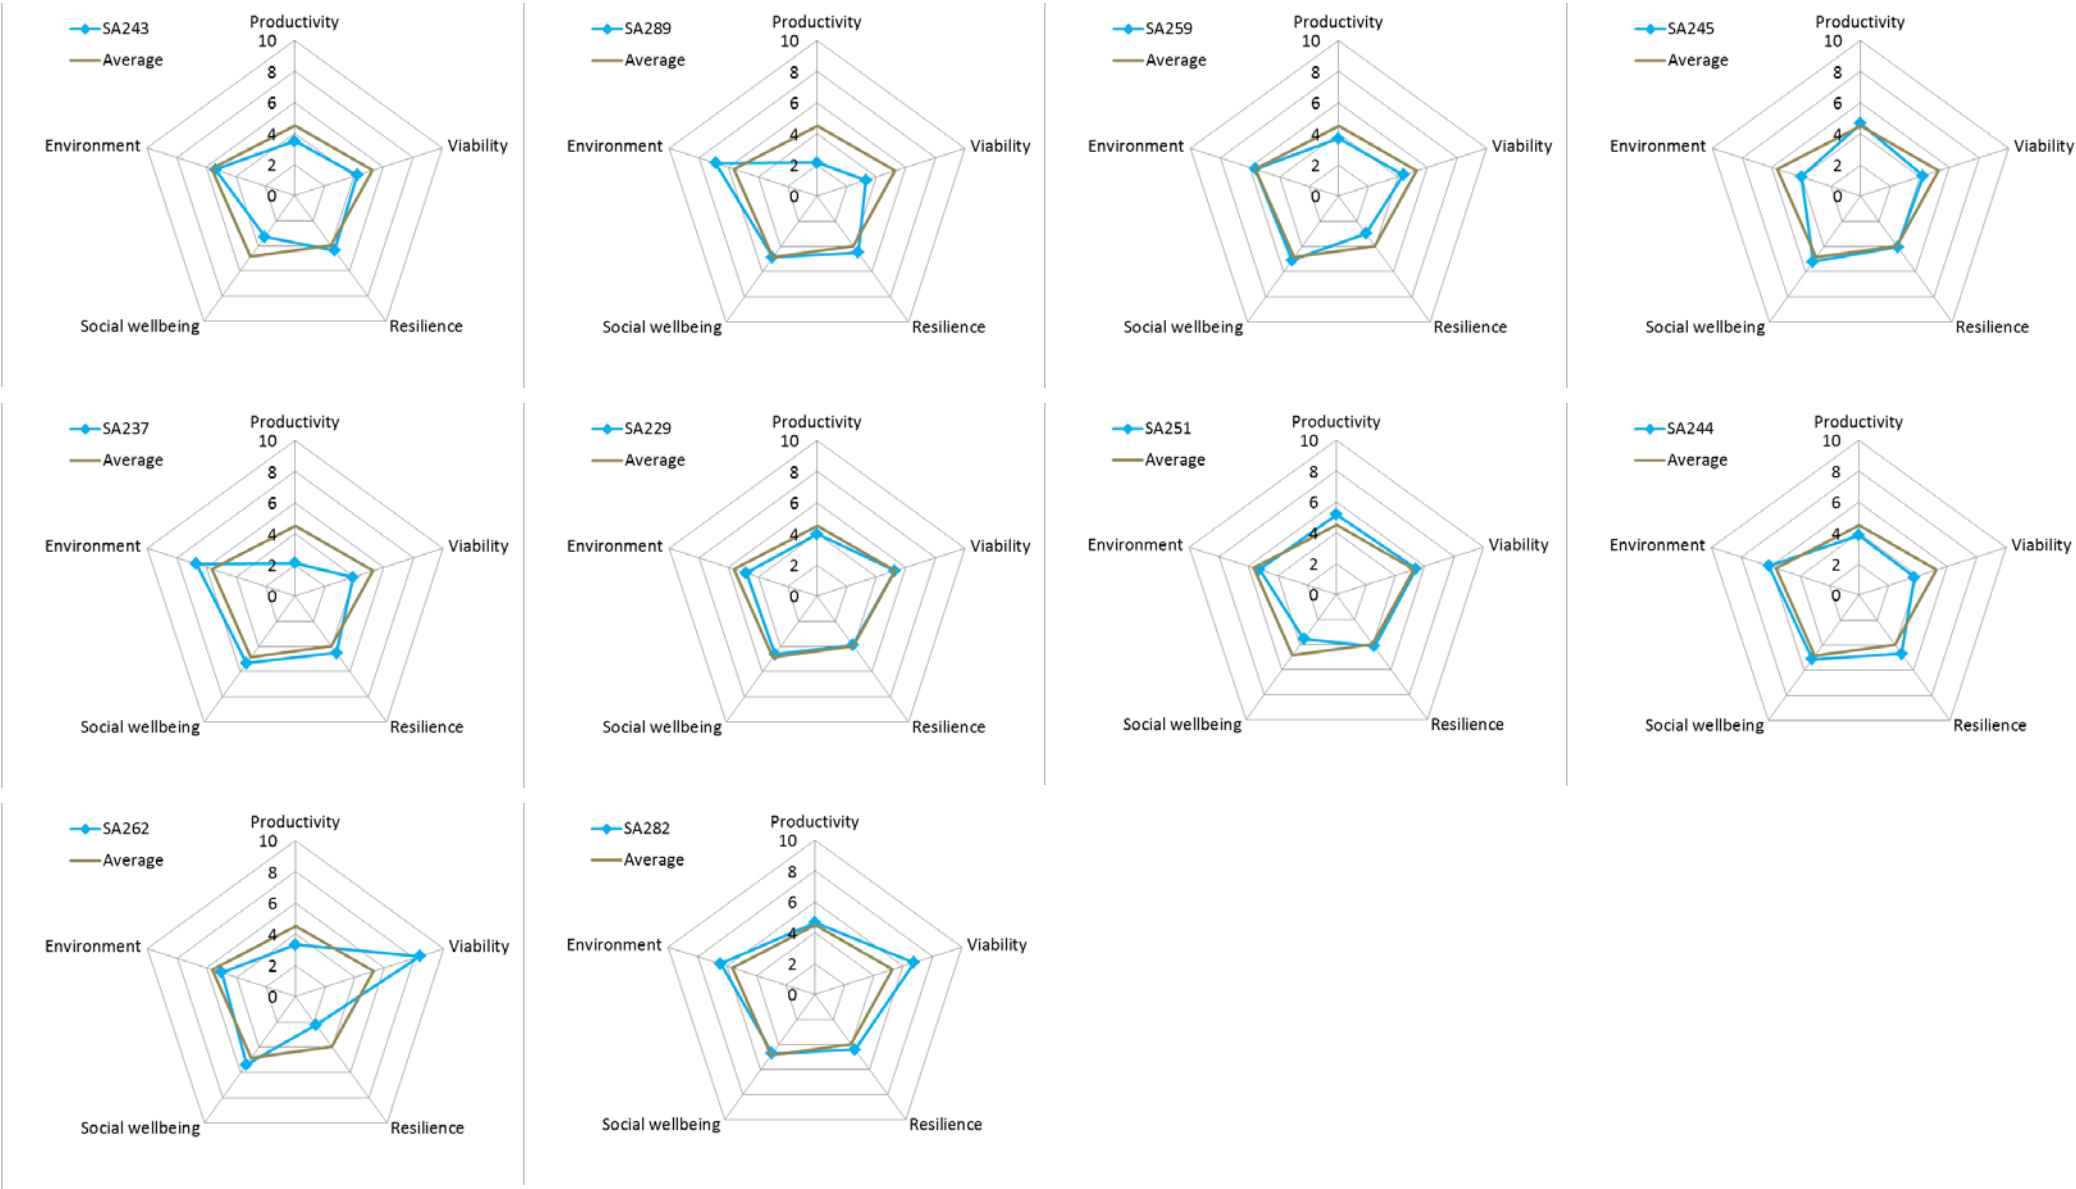 SA243
Average
Productivity
10
8
6
4
2
0
Environment
Viability
Social wellbeing
Resilience
SA289
Average
Productivity
10
8
6
4
2
0
Environment
Viability
Social wellbeing
Resilience
SA259
Average
Productivity
10
8
6
4
2
0
Environment
Viability
Social wellbeing
Resilience
SA245
Average
Productivity
10
8
6
4
2
0
Environment
Viability
Social wellbeing
Resilience
SA237
Average
Productivity
10
8
6
4
2
0
Environment
Viability
Social wellbeing
Resilience
SA229
Average
Productivity
10
8
6
4
2
0
Environment
Viability
Social wellbeing
Resilience
SA251
Average
Productivity
10
8
6
4
2
0
Environment
Viability
Social wellbeing
Resilience
SA244
Average
Productivity
10
8
6
4
2
0
Environment
Viability
Social wellbeing
Resilience
SA262
Average
Productivity
10
8
6
4
2
0
Environment
Viability
Social wellbeing
Resilience
SA282
Average
Productivity
10
8
6
4
2
0
Environment
Viability
Social wellbeing
Resilience